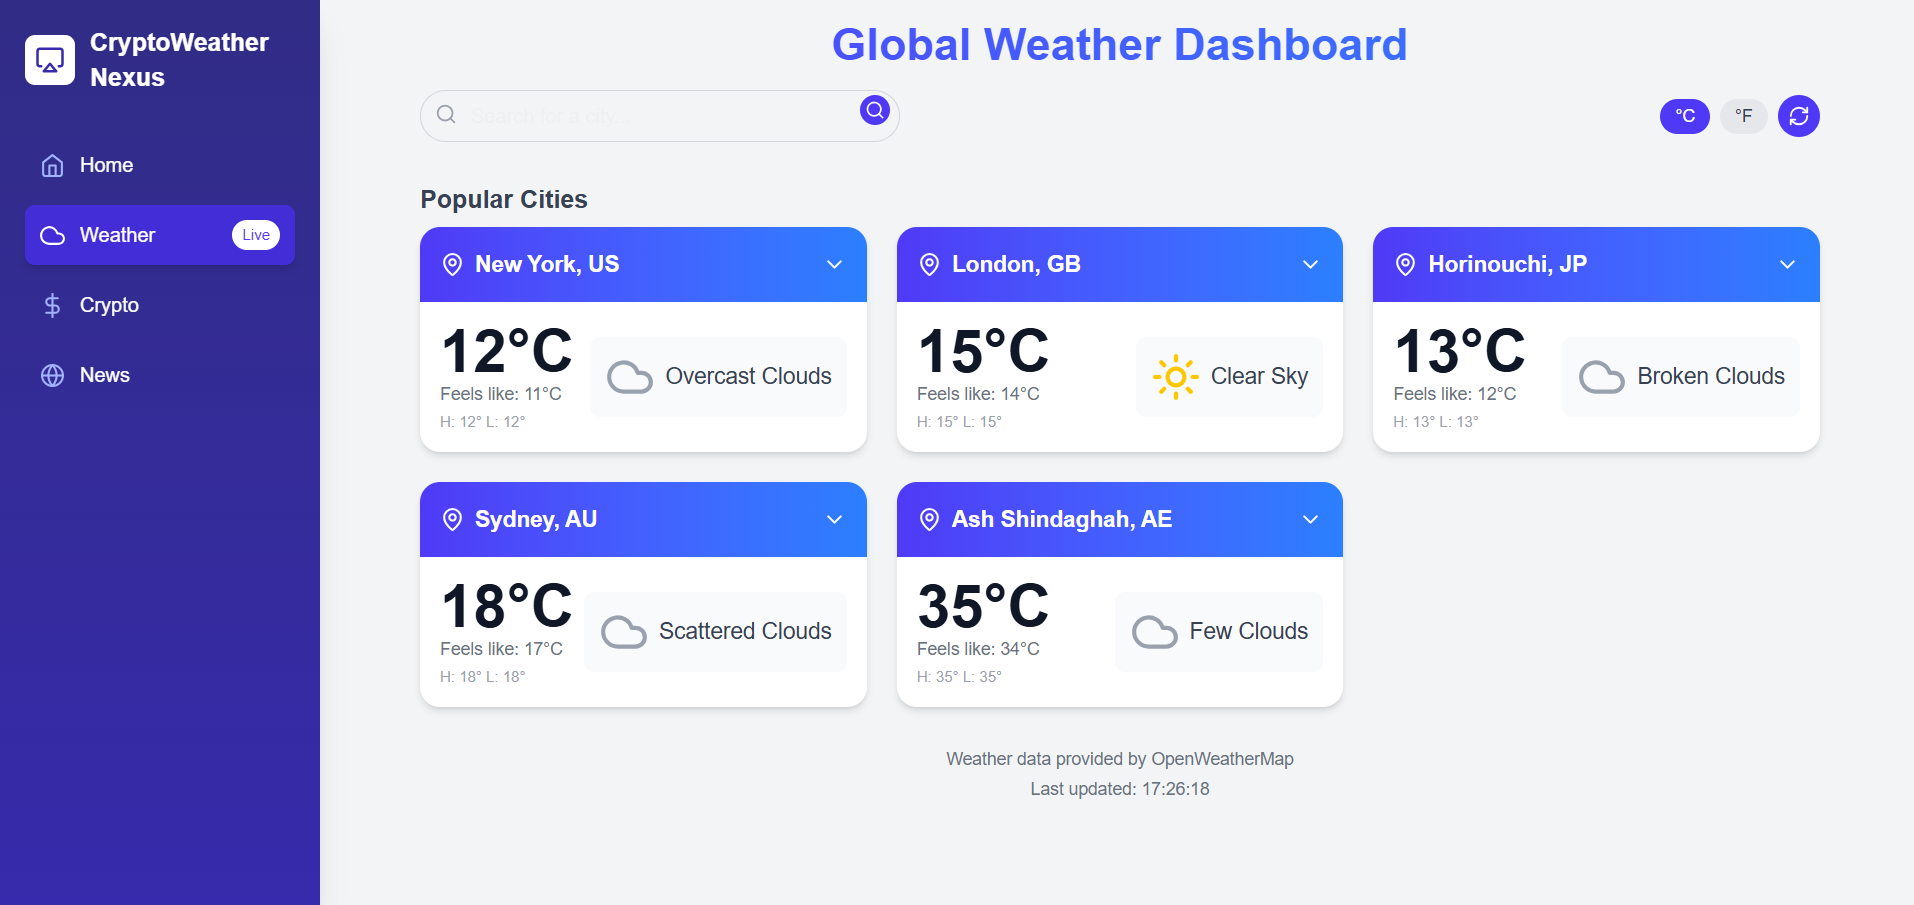 CryptoWeather
Nexus
Home
Weather
Live
Crypto
News
Global Weather Dashboard
Search for a city...
°C
°F
Popular Cities
New York, US
12°C
Feels like: 11°C
H: 12° L: 12°
Overcast Clouds
London, GB
15°C
Feels like: 14°C
H: 15° L: 15°
Clear Sky
Horinouchi, JP
13°C
Feels like: 12°C
H: 13° L: 13°
Broken Clouds
Sydney, AU
18°C
Feels like: 17°C
H: 18° L: 18°
Scattered Clouds
Ash Shindaghah, AE
35°C
Feels like: 34°C
H: 35° L: 35°
Few Clouds
Weather data provided by OpenWeatherMap
Last updated: 17:26:18